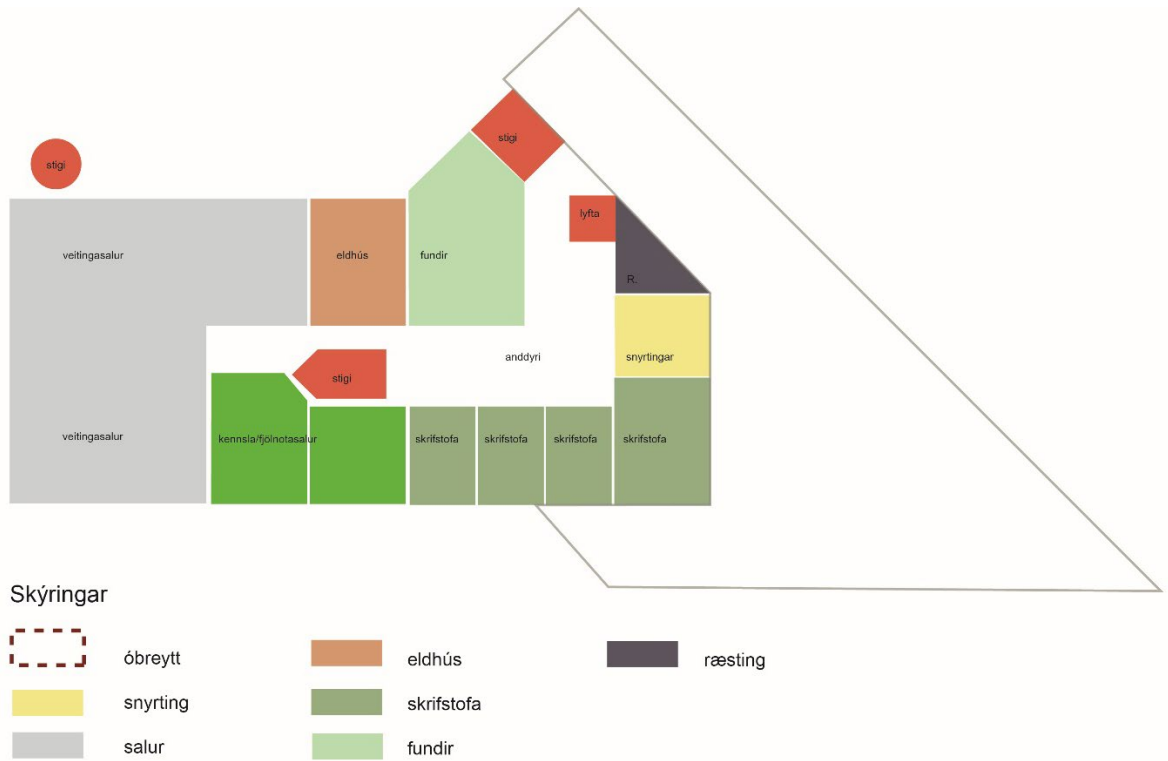 stigi
stigi
lyfta
veitingasalur
eldhús
fundir
R.
anddyri
snyrtingar
stigi
veitingasalur
kennsla/fjölnotasalur
skrifstofa
skrifstofa
skrifstofa
skrifstofa
Skýringar
óbreytt
eldhús
ræsting
snyrting
skrifstofa
salur
fundir